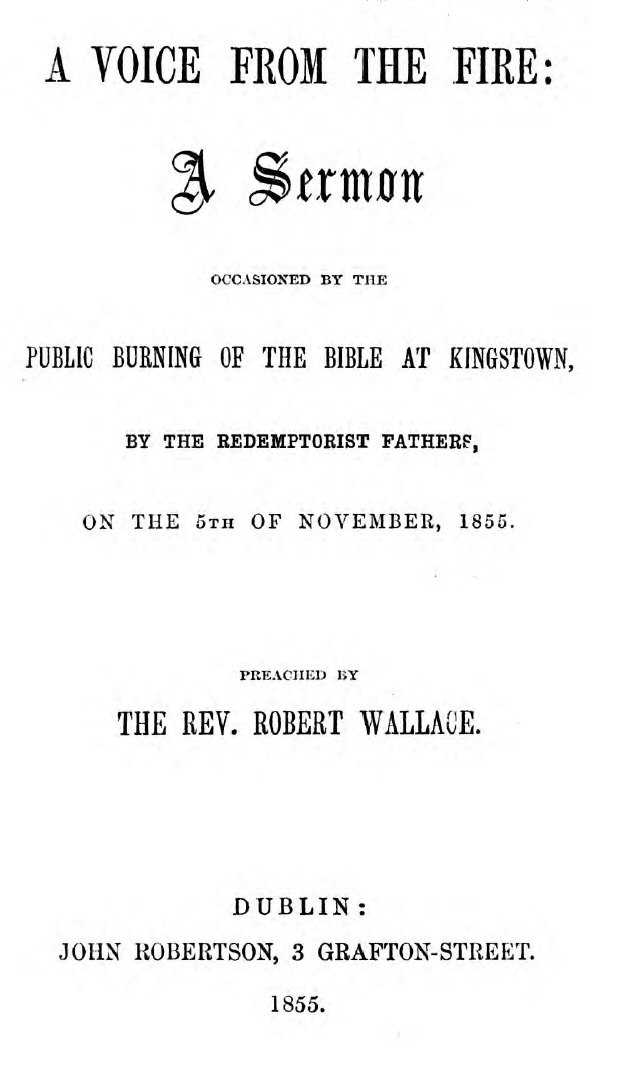 A VOICE FROM THE FIRE:
A Sermon
OCCASIONED BY THE
PUBLIC BURNING OF THE BIBLE AT KINGSTOWN,
BY THE REDEMPTORIST FATHERS,
ON THE 5TH OF NOVEMBER, 1855.
PREACHED BY
THE REV. ROBERT WALLACE.
DUBLIN:
JOHN ROBERTSON, 3 GRAFTON-STREET.
1855.